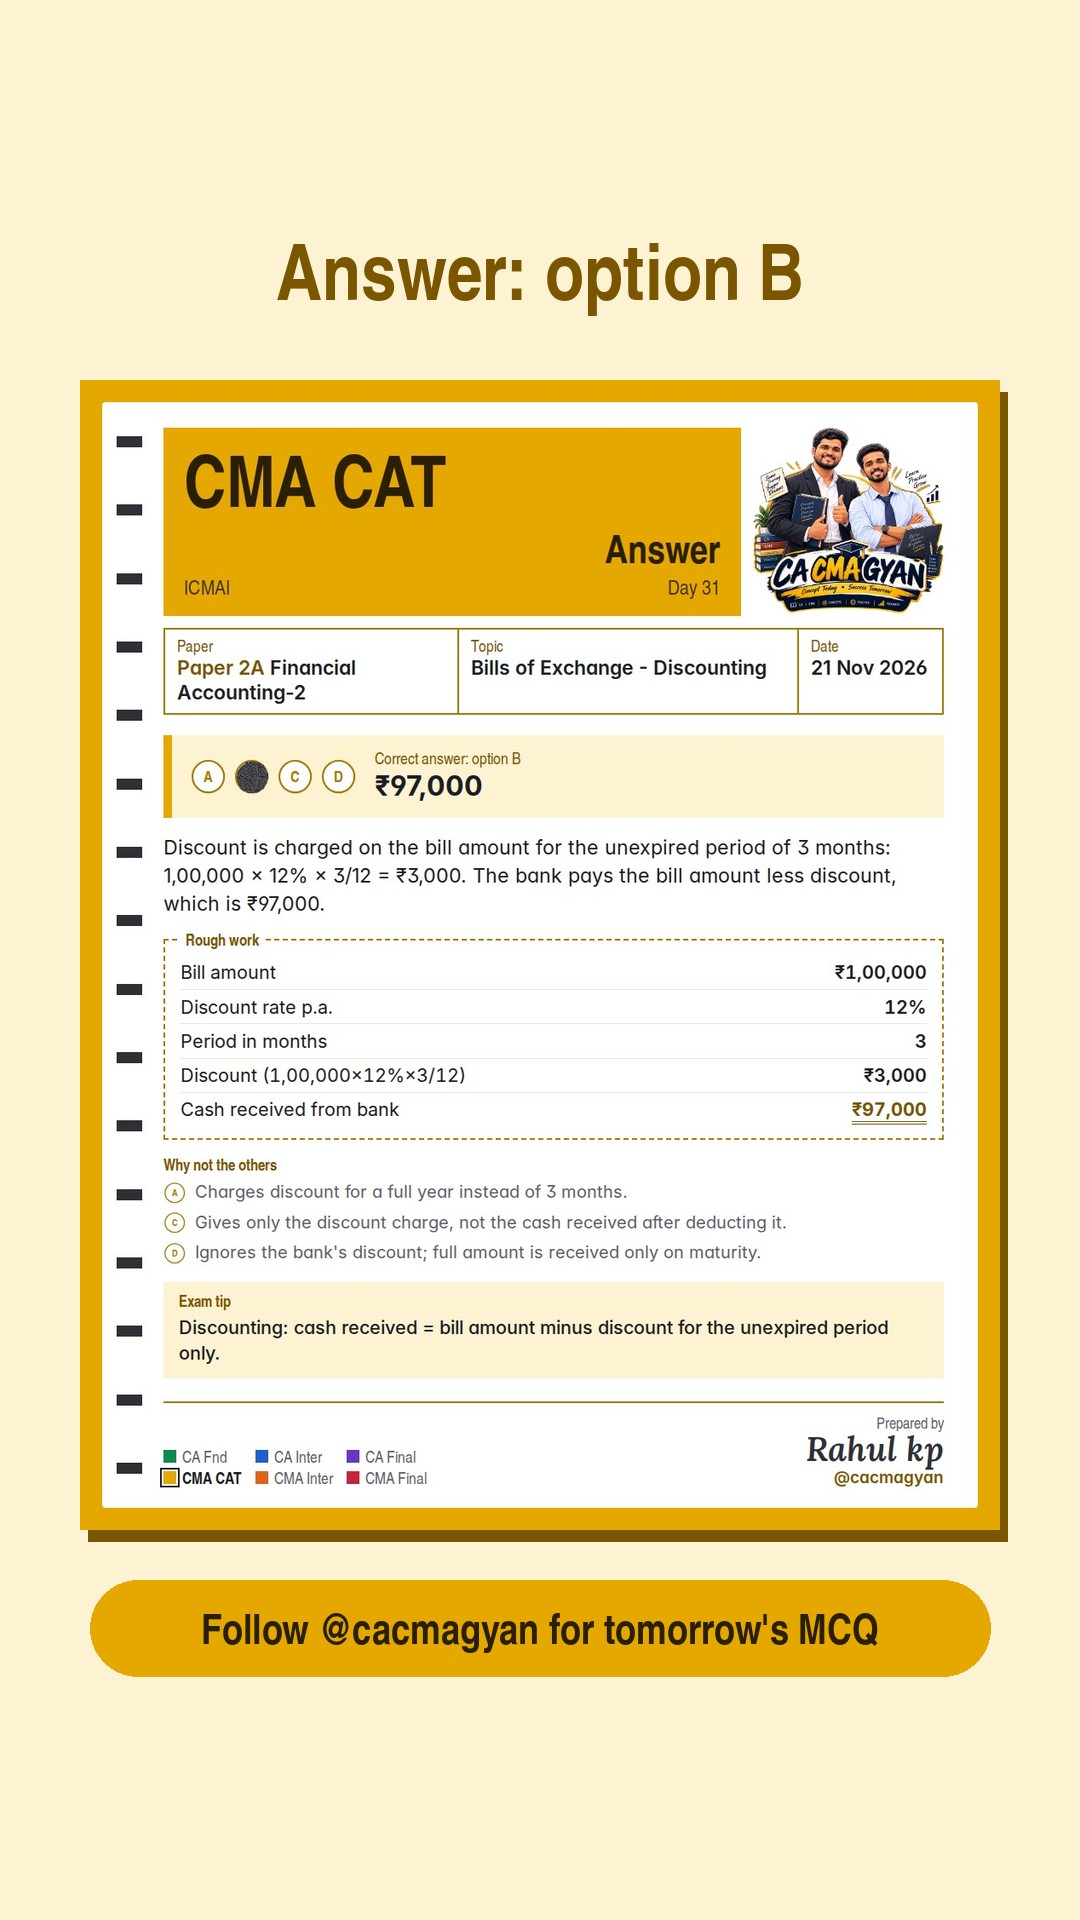 Answer: option B
CMA CAT
Answer
ICMAI
Day 31
Learn
Practice
Grow
CA CMA GYAN
Concept Today • Success Tomorrow
Paper
Paper 2A Financial
Accounting-2
Topic
Bills of Exchange - Discounting
Date
21 Nov 2026
A
C
D
Correct answer: option B
₹97,000
Discount is charged on the bill amount for the unexpired period of 3 months:
1,00,000 × 12% × 3/12 = ₹3,000. The bank pays the bill amount less discount,
which is ₹97,000.
Rough work
Bill amount ₹1,00,000
Discount rate p.a. 12%
Period in months 3
Discount (1,00,000×12%×3/12) ₹3,000
Cash received from bank ₹97,000
Why not the others
A Charges discount for a full year instead of 3 months.
C Gives only the discount charge, not the cash received after deducting it.
D Ignores the bank's discount; full amount is received only on maturity.
Exam tip
Discounting: cash received = bill amount minus discount for the unexpired period
only.
CA Fnd CA Inter CA Final
CMA CAT CMA Inter CMA Final
Prepared by
Rahul kp
@cacmagyan
Follow @cacmagyan for tomorrow's MCQ